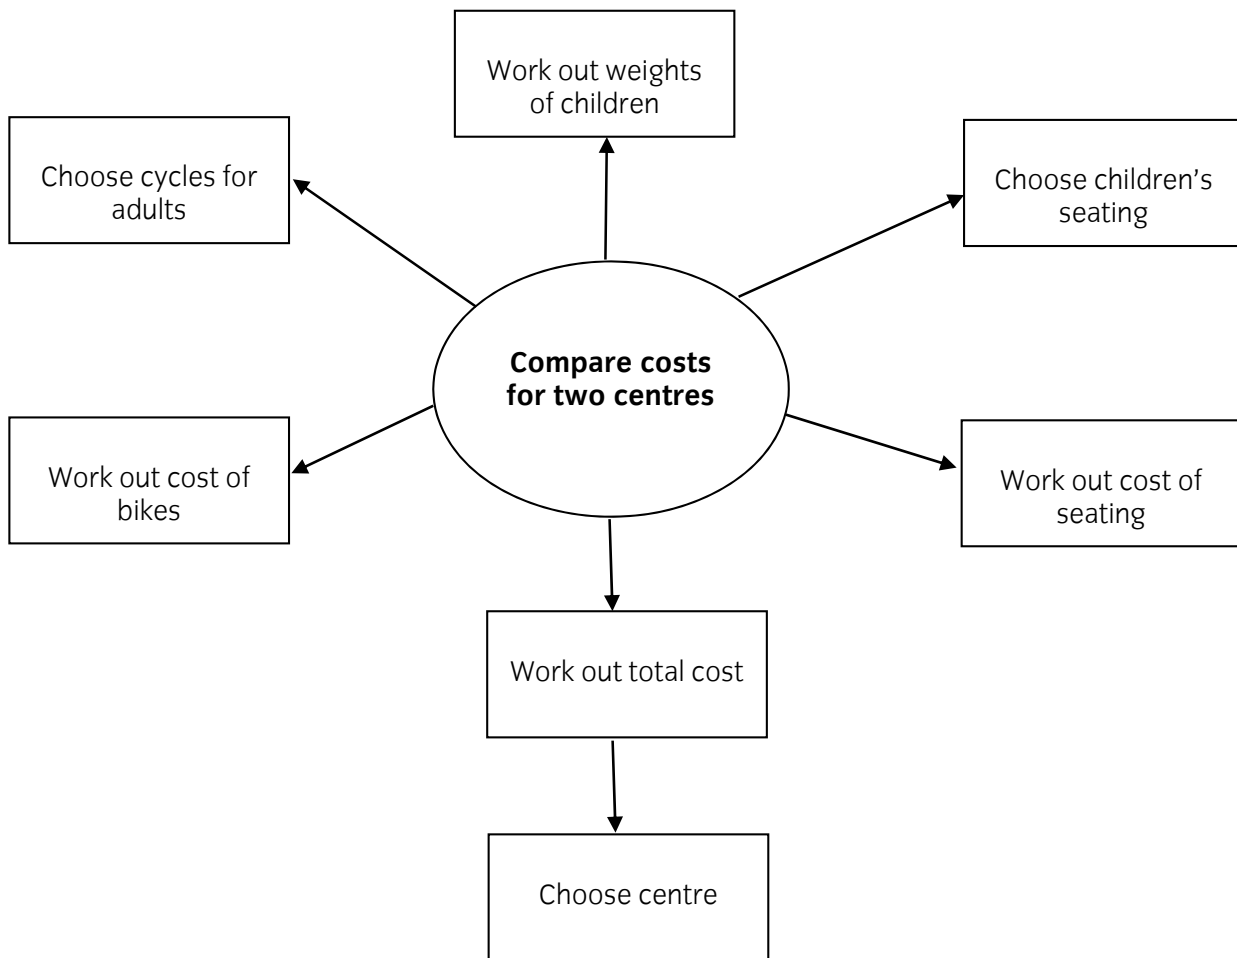 Work out weights
of children
Choose cycles for
adults
Choose children’s
seating
Compare costs
for two centres
Work out cost of
bikes
Work out cost of
seating
Work out total cost
Choose centre